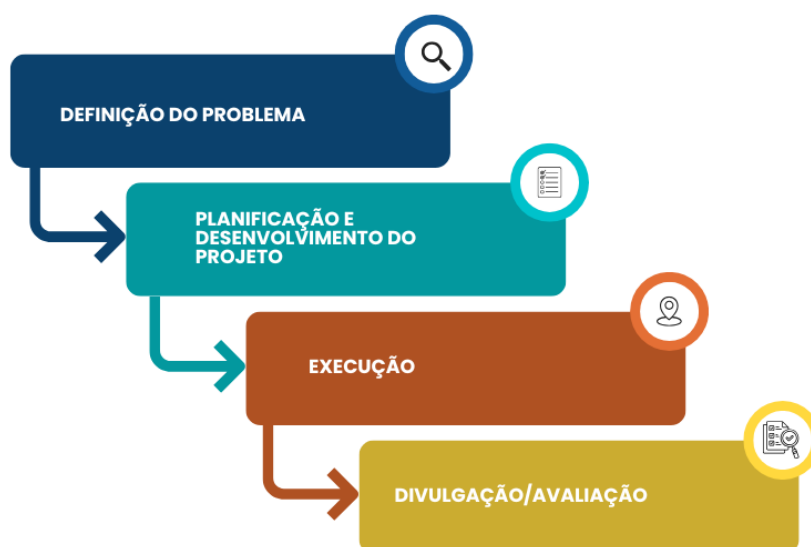 DEFINIÇÃO DO PROBLEMA
PLANIFICAÇÃO E
DESENVOLVIMENTO DO
PROJETO
EXECUÇÃO
DIVULGAÇÃO/AVALIAÇÃO